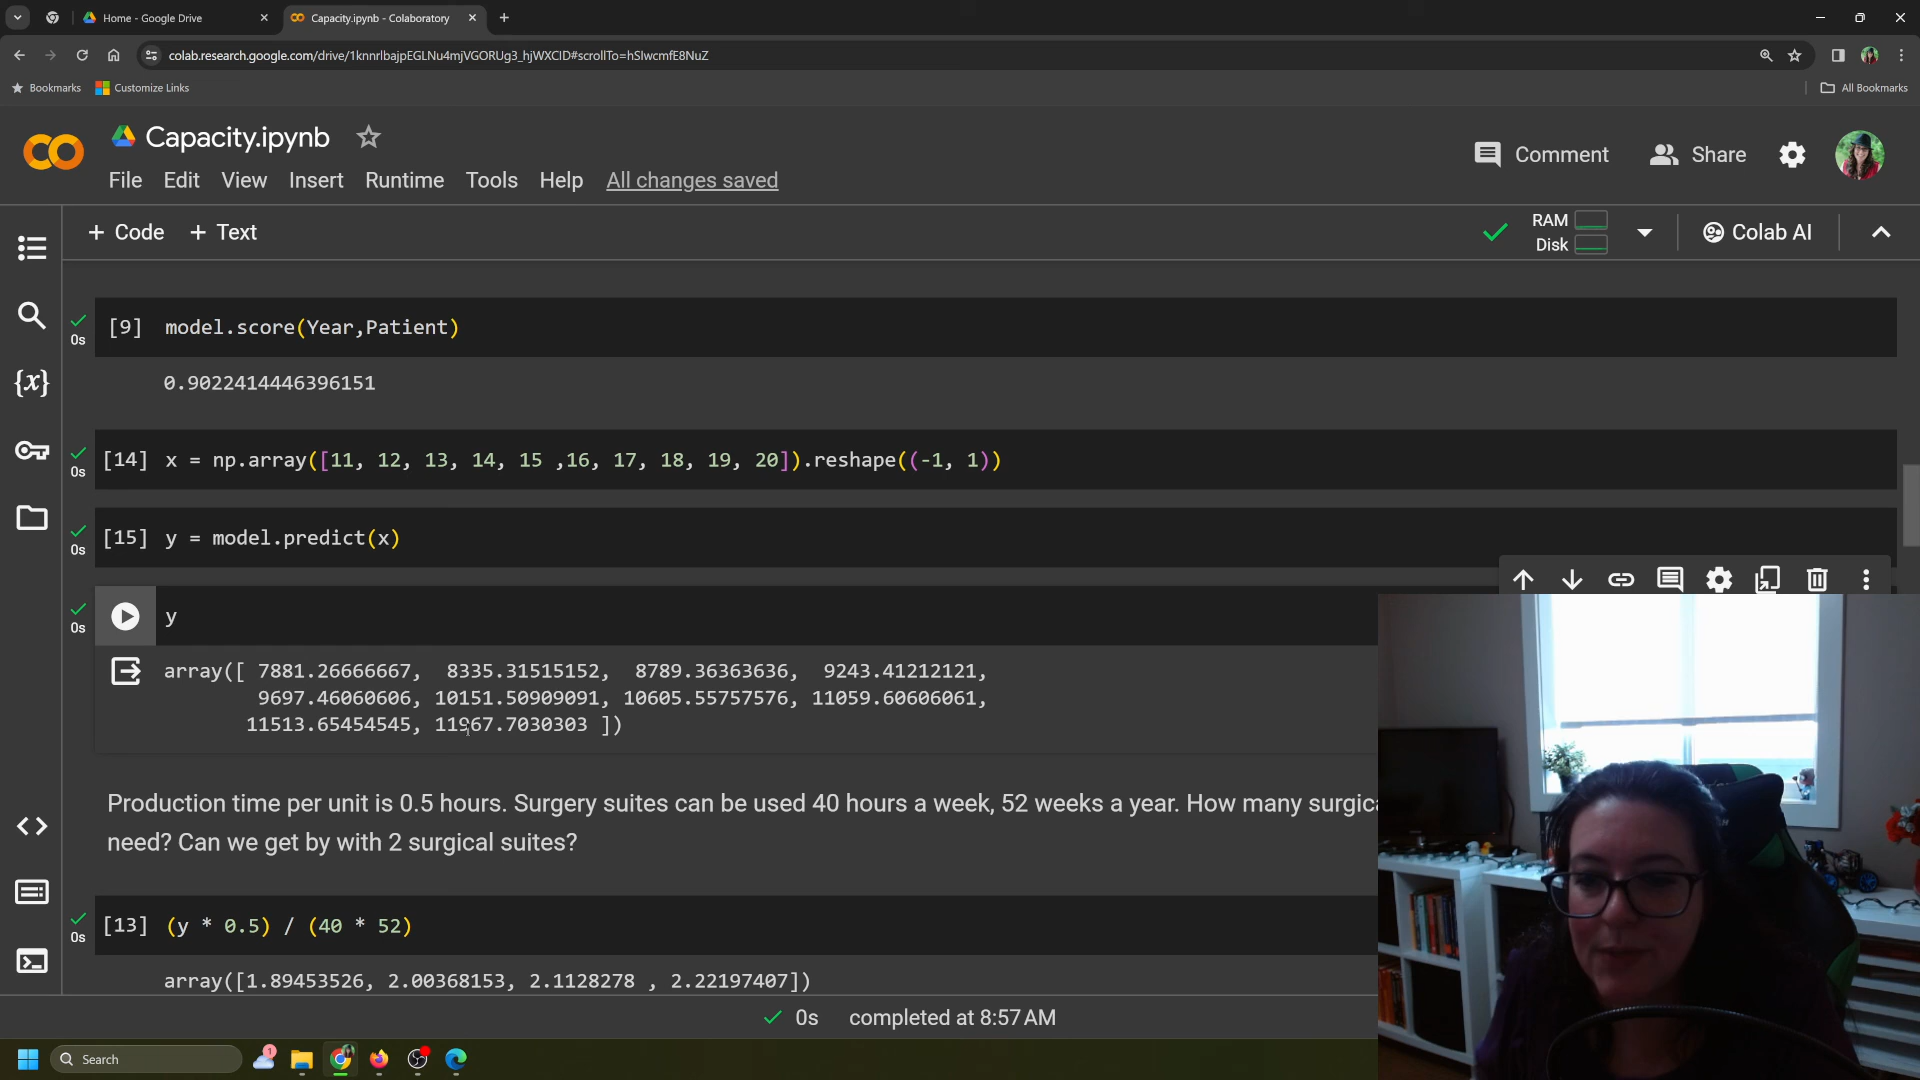 Home - Google Drive
Capacity.ipynb - Colaboratory
colab.research.google.com/drive/1knnrlbajpEGLNu4mjVGORUg3_hjWXCID#scrollTo=hSIwcmfE8NuZ
Bookmarks
Customize Links
All Bookmarks
Capacity.ipynb
Comment
Share
File Edit View Insert Runtime Tools Help All changes saved
+ Code + Text
RAM
Disk
Colab AI
[9] model.score(Year,Patient)
0s
0.9022414446396151
[14] x = np.array([11, 12, 13, 14, 15 ,16, 17, 18, 19, 20]).reshape((-1, 1))
0s
[15] y = model.predict(x)
0s
y
0s
array([ 7881.26666667, 8335.31515152, 8789.36363636, 9243.41212121,
9697.46060606, 10151.50909091, 10605.55757576, 11059.60606061,
11513.65454545, 11967.7030303 ])
Production time per unit is 0.5 hours. Surgery suites can be used 40 hours a week, 52 weeks a year. How many surgica
need? Can we get by with 2 surgical suites?
[13] (y * 0.5) / (40 * 52)
0s
array([1.89453526, 2.00368153, 2.1128278 , 2.22197407])
0s completed at 8:57 AM
Search
1